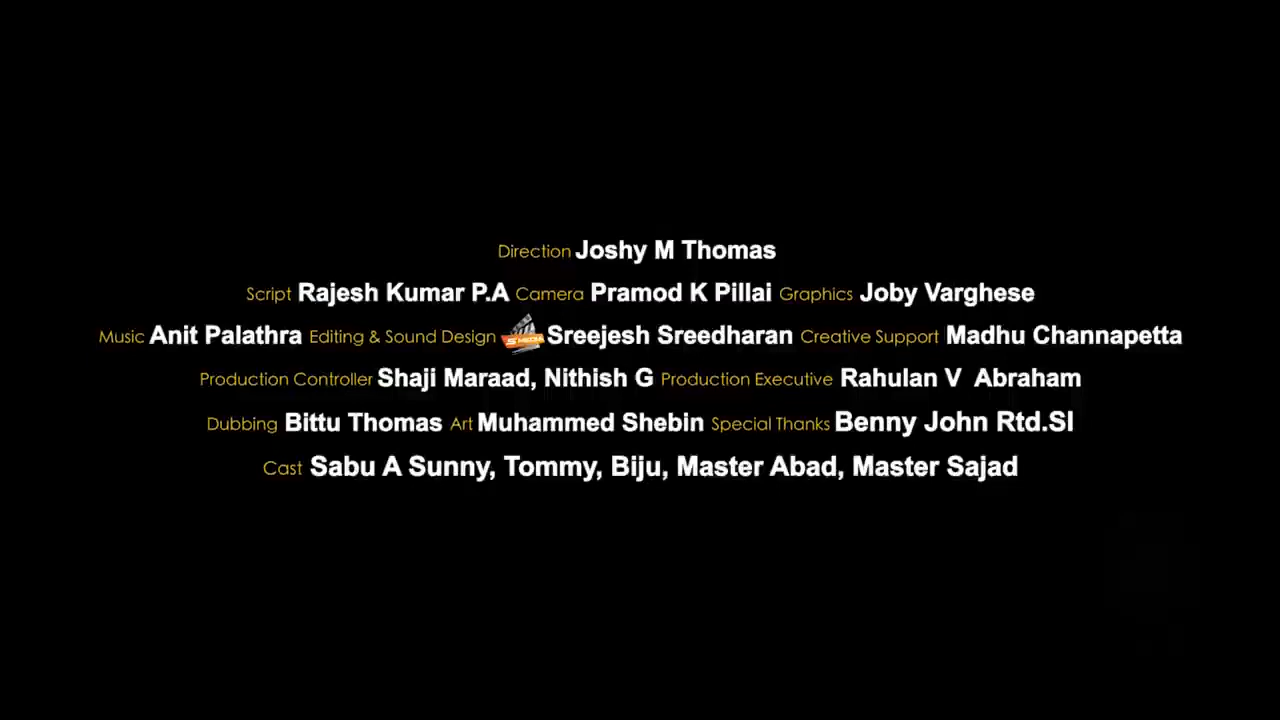 Direction Joshy M Thomas
Script Rajesh Kumar P.A Camera Pramod K Pillai Graphics Joby Varghese
Music Anit Palathra Editing & Sound Design S MEDIA Sreejesh Sreedharan Creative Support Madhu Channapetta
Production Controller Shaji Maraad, Nithish G Production Executive Rahulan V Abraham
Dubbing Bittu Thomas Art Muhammed Shebin Special Thanks Benny John Rtd.SI
Cast Sabu A Sunny, Tommy, Biju, Master Abad, Master Sajad